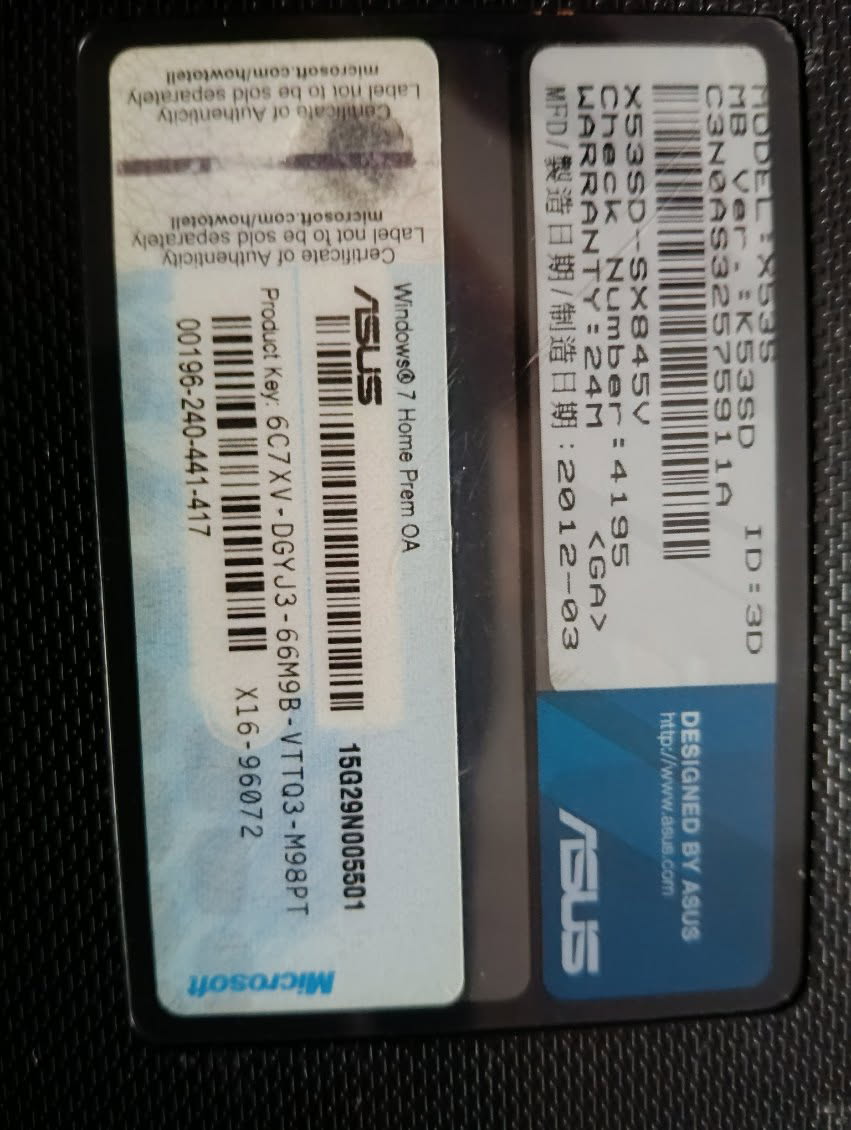 MODEL:X53S ID:3D
MB Ver.:K53SD
C3N0AS32575911A
X53SD-SX845V
Check Number:4195
WARRANTY:24M <GA>
MFD/製造日期/制造日期:2012-03
DESIGNED BY ASUS
http://www.asus.com
ASUS
Certificate of Authenticity
Label not to be sold separately
microsoft.com/howtotell
Certificate of Authenticity
Label not to be sold separately
microsoft.com/howtotell
Windows® 7 Home Prem OA
ASUS
15G29N005501
Product Key: 6C7XV-DGYJ3-66M9B-VTTQ3-M98PT
X16-96072
00196-240-441-417
Microsoft